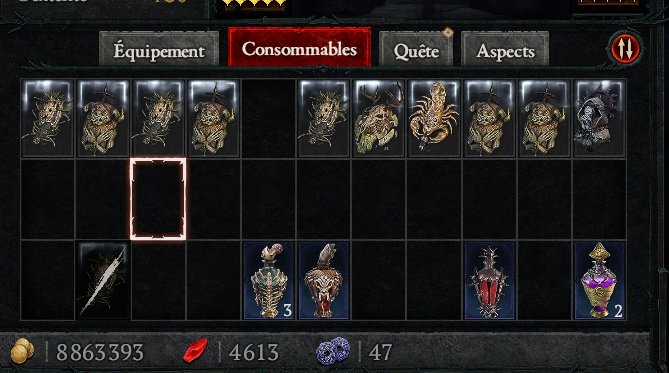 Équipement
Consommables
Quête
Aspects
3
2
8863393
4613
47